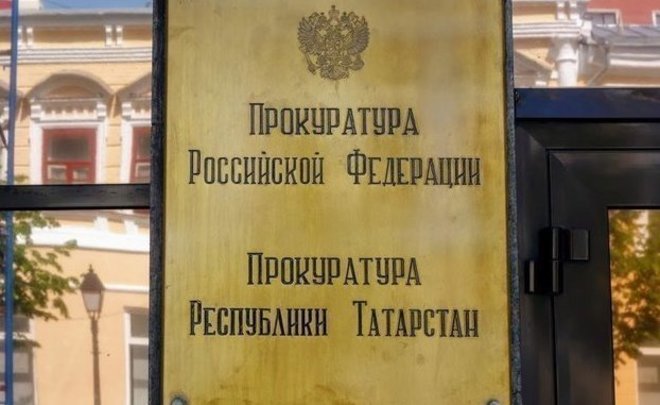 Прокуратура
Российской Федерации
Прокуратура
Республики Татарстан